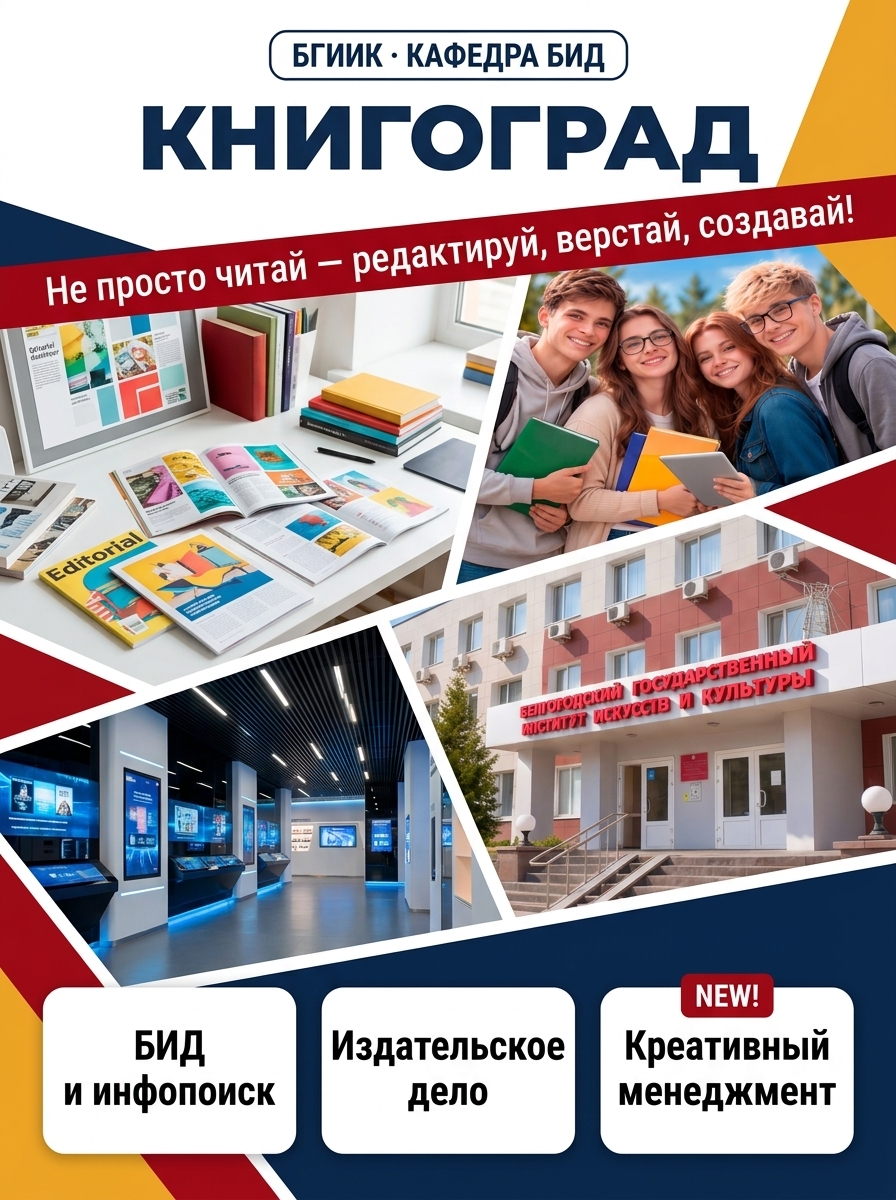 БГИИК · КАФЕДРА БИД
КНИГОГРАД
Не просто читай — редактируй, верстай, создавай!
Editorial
БЕЛГОРОДСКИЙ ГОСУДАРСТВЕННЫЙ
ИНСТИТУТ ИСКУССТВ И КУЛЬТУРЫ
NEW!
БИД
и инфопоиск
Издательское
дело
Креативный
менеджмент